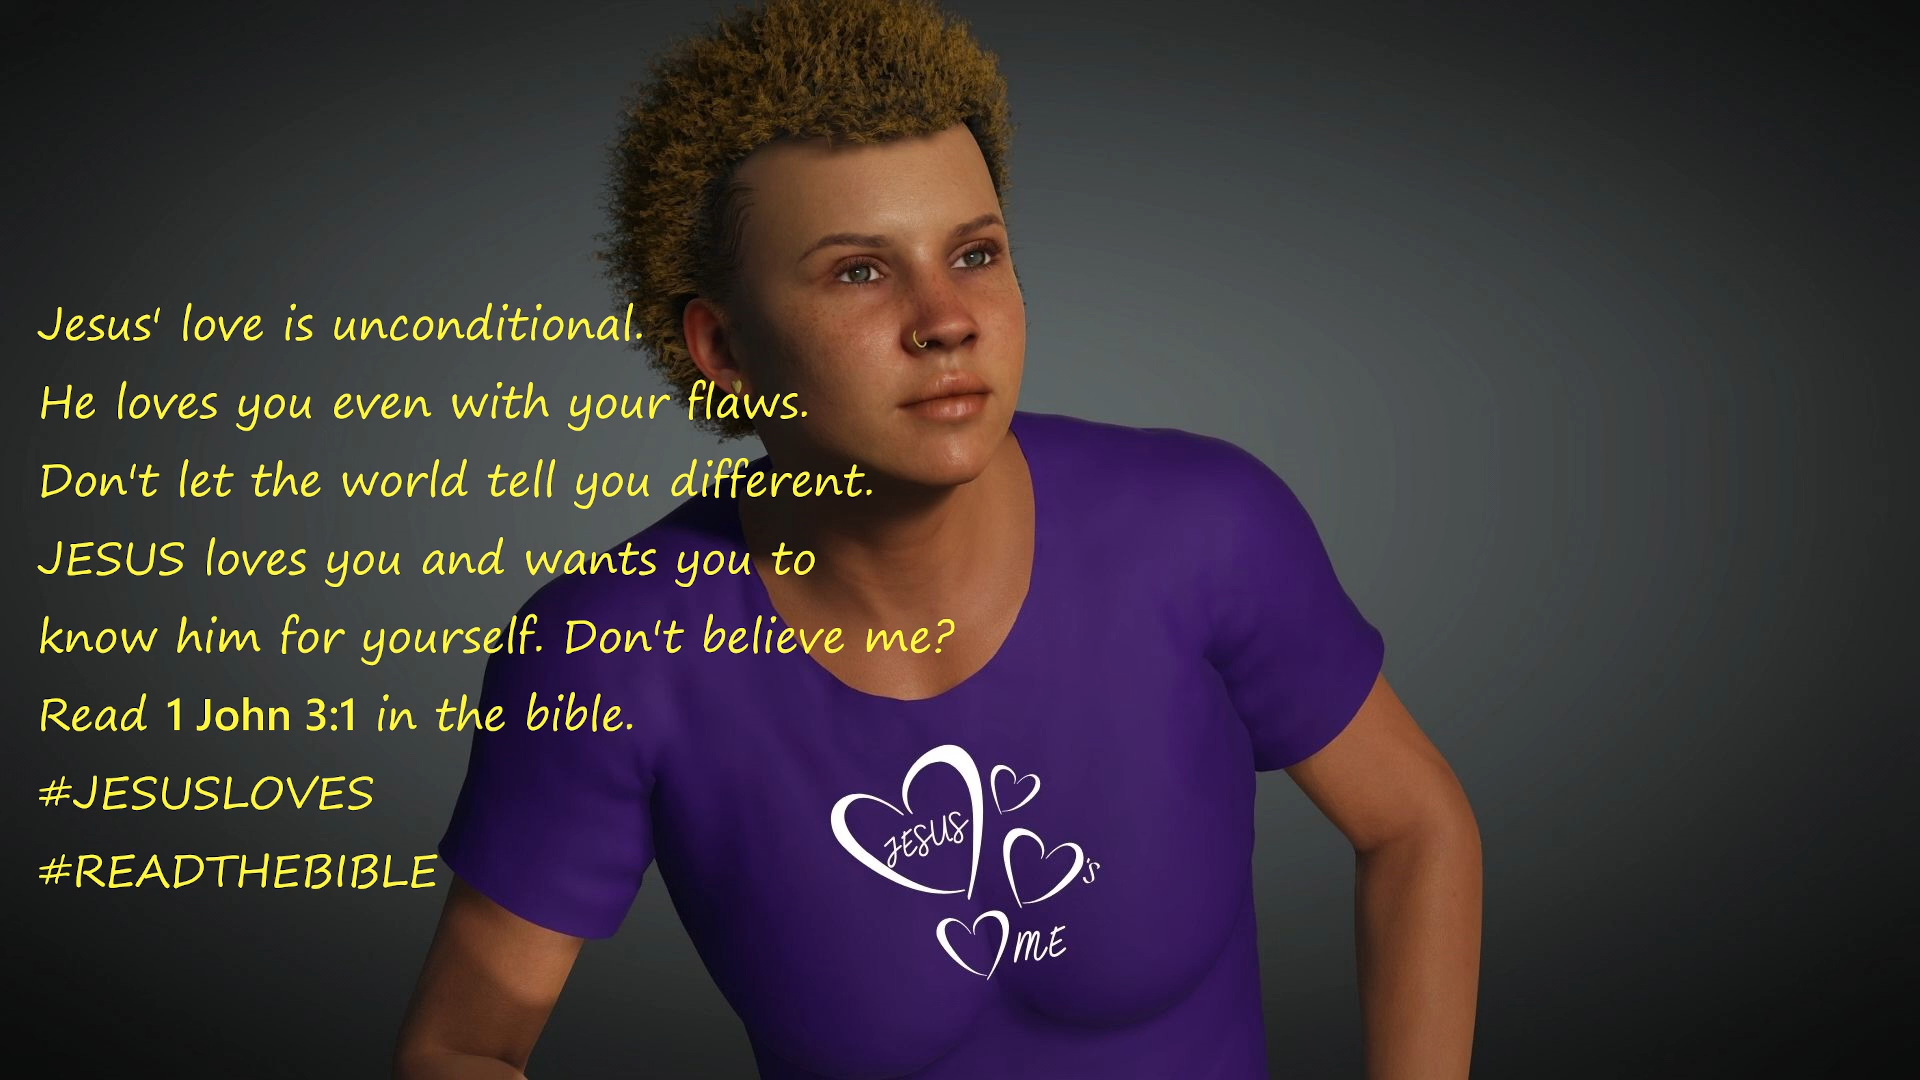 Jesus' love is unconditional.
He loves you even with your flaws.
Don't let the world tell you different.
JESUS loves you and wants you to
know him for yourself. Don't believe me?
Read 1 John 3:1 in the bible.
#JESUSLOVES
#READTHEBIBLE
JESUS
's
ME